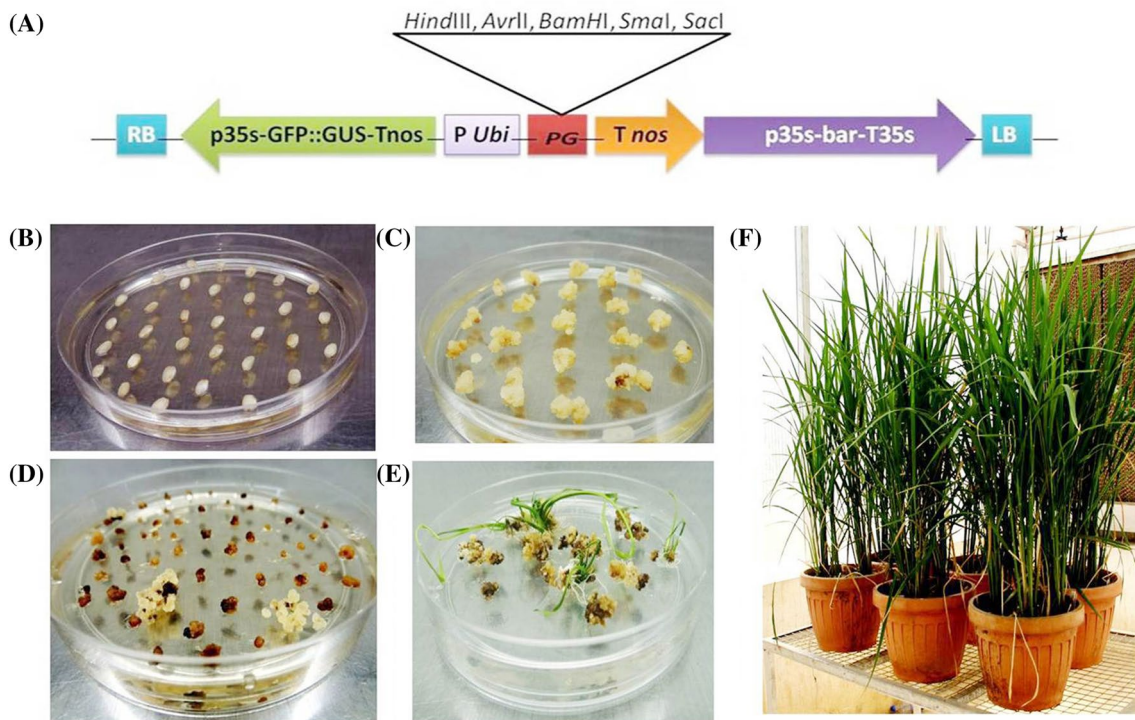 (A)
HindIII, AvrII, BamHI, SmaI, SacI
RB p35s-GFP::GUS-Tnos P Ubi PG T nos p35s-bar-T35s LB
(B)
(C)
(F)
(D)
(E)